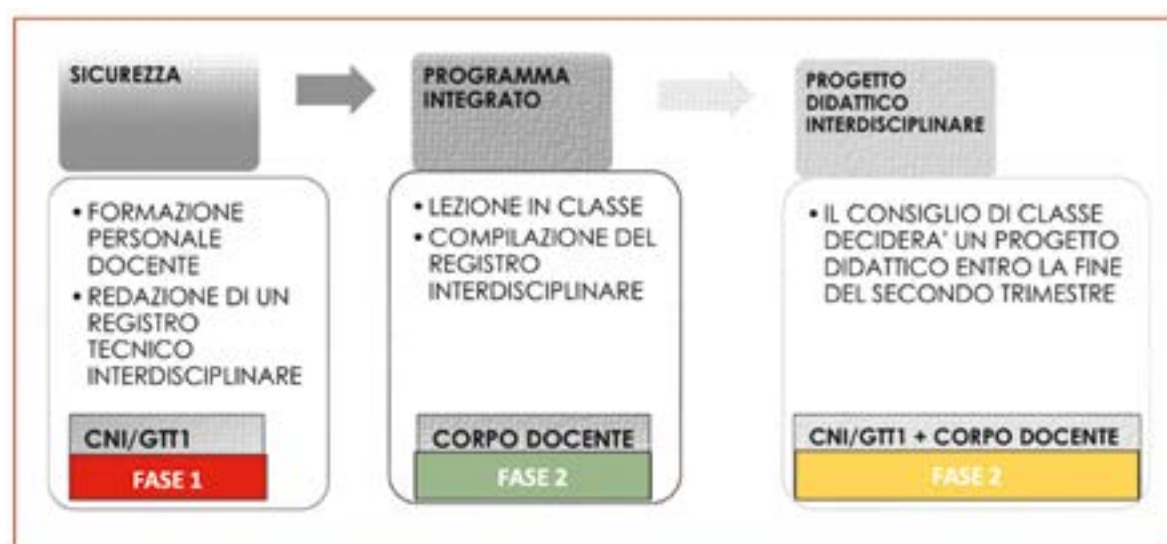 SICUREZZA
• FORMAZIONE
PERSONALE
DOCENTE
• REDAZIONE DI UN
REGISTRO
TECNICO
INTERDISCIPLINARE
CNI/GTT1
FASE 1
PROGRAMMA
INTEGRATO
• LEZIONE IN CLASSE
• COMPILAZIONE DEL
REGISTRO
INTERDISCIPLINARE
CORPO DOCENTE
FASE 2
PROGETTO
DIDATTICO
INTERDISCIPLINARE
• IL CONSIGLIO DI CLASSE
DECIDERA' UN PROGETTO
DIDATTICO ENTRO LA FINE
DEL SECONDO TRIMESTRE
CNI/GTT1 + CORPO DOCENTE
FASE 2